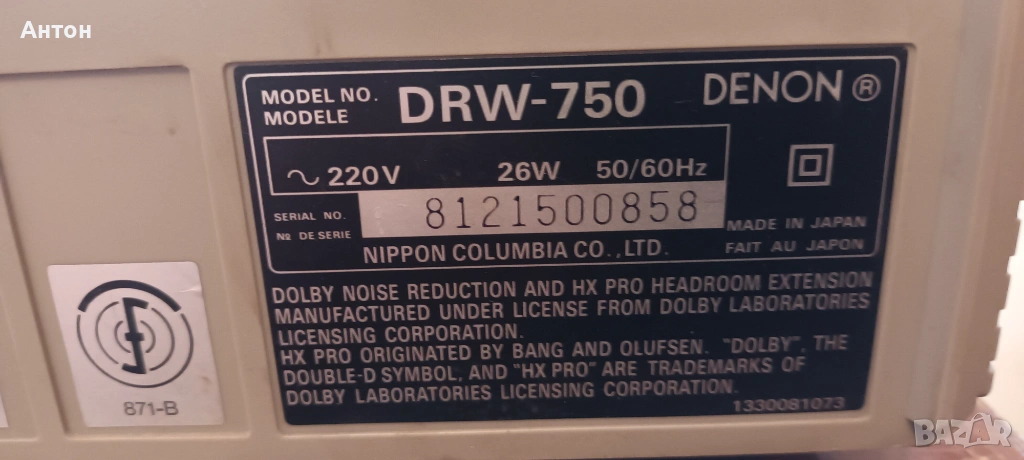 Антон
MODEL NO. DRW-750 DENON ®
MODELE
~ 220V 26W 50/60Hz
SERIAL NO. 8121500858
Nº DE SERIE
MADE IN JAPAN
FAIT AU JAPON
NIPPON COLUMBIA CO.,LTD.
DOLBY NOISE REDUCTION AND HX PRO HEADROOM EXTENSION
MANUFACTURED UNDER LICENSE FROM DOLBY LABORATORIES
LICENSING CORPORATION.
HX PRO ORIGINATED BY BANG AND OLUFSEN. "DOLBY", THE
DOUBLE-D SYMBOL, AND "HX PRO" ARE TRADEMARKS OF
DOLBY LABORATORIES LICENSING CORPORATION.
1330081073
871-B
BAZAR